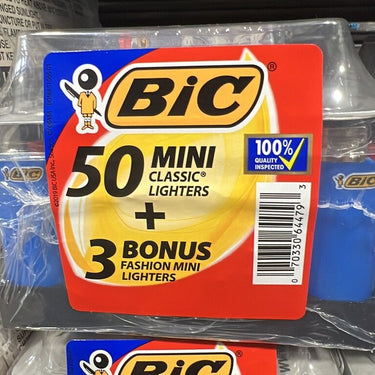 BiC®
50 MINI
CLASSIC®
LIGHTERS
+
3 BONUS
FASHION MINI
LIGHTERS
100%
QUALITY
INSPECTED
0 70330 64479 3
BiC
BiC
BiC